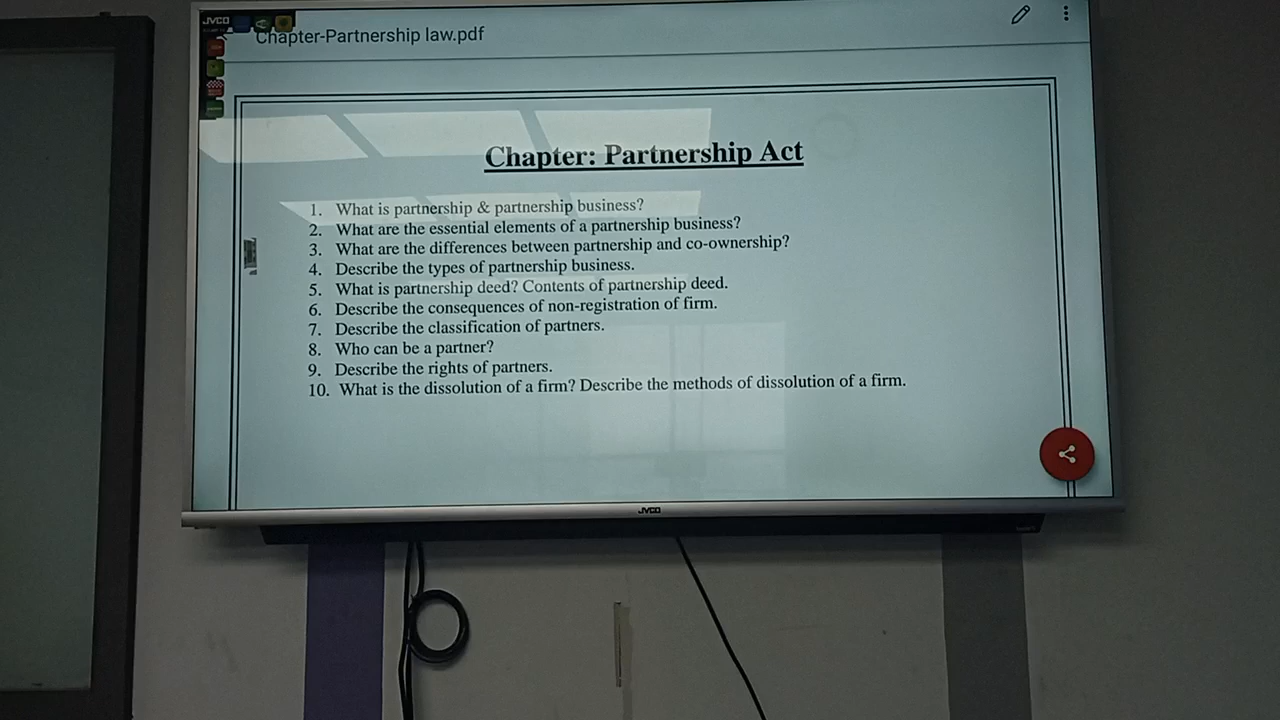 JVCO
Chapter-Partnership law.pdf
Chapter: Partnership Act
1. What is partnership & partnership business?
2. What are the essential elements of a partnership business?
3. What are the differences between partnership and co-ownership?
4. Describe the types of partnership business.
5. What is partnership deed? Contents of partnership deed.
6. Describe the consequences of non-registration of firm.
7. Describe the classification of partners.
8. Who can be a partner?
9. Describe the rights of partners.
10. What is the dissolution of a firm? Describe the methods of dissolution of a firm.
JVCO